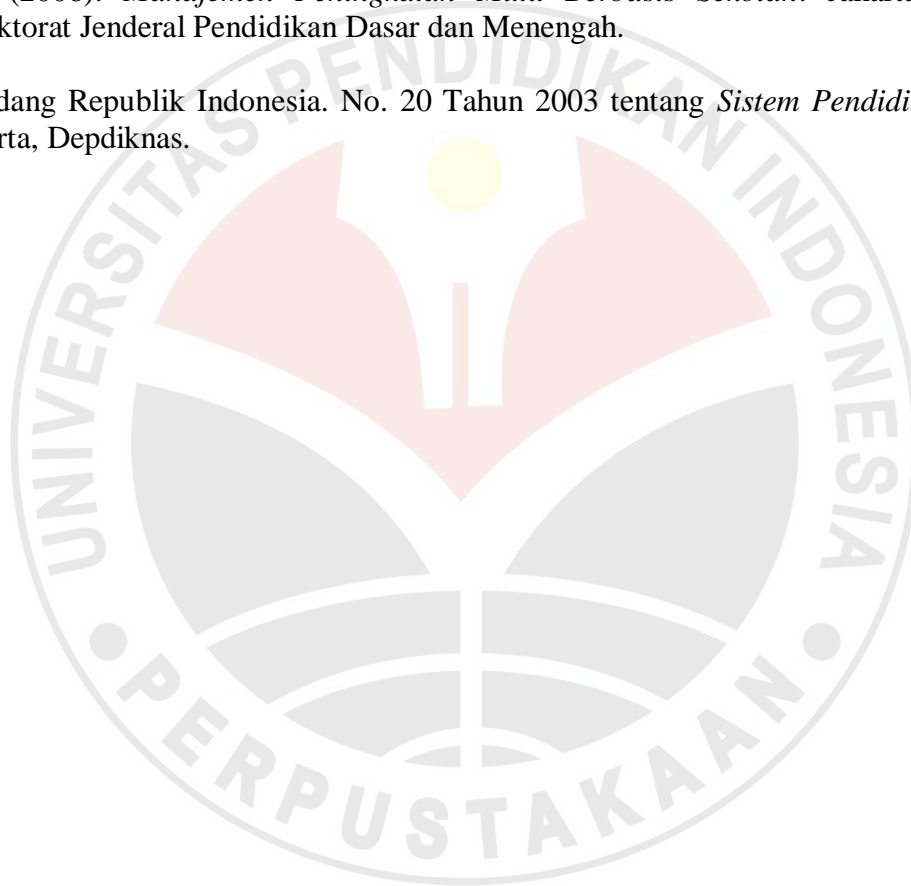 (2006). Manajemen Peningkatan Mutu Berbasis Sekolah. Jakarta
ktorat Jenderal Pendidikan Dasar dan Menengah.
dang Republik Indonesia. No. 20 Tahun 2003 tentang Sistem Pendidi
rta, Depdiknas.
UNIVERSITAS PENDIDIKAN INDONESIA
PERPUSTAKAAN